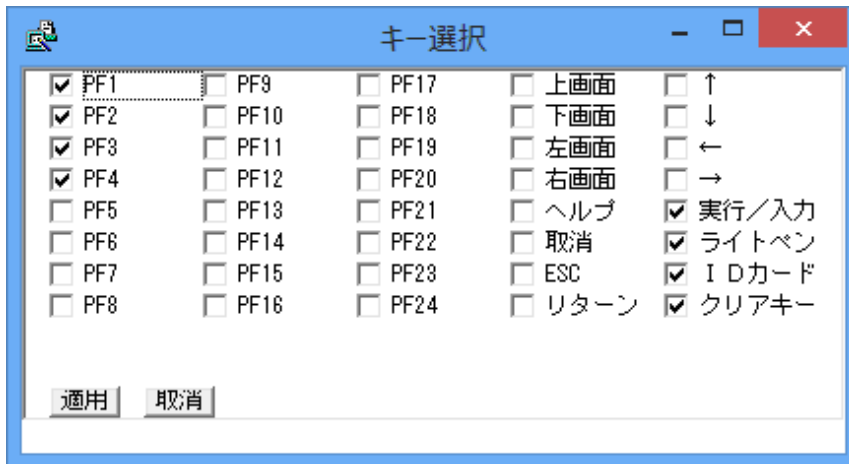 キー選択
PF1 PF9 PF17 上画面 ↑
PF2 PF10 PF18 下画面 ↓
PF3 PF11 PF19 左画面 ←
PF4 PF12 PF20 右画面 →
PF5 PF13 PF21 ヘルプ 実行／入力
PF6 PF14 PF22 取消 ライトペン
PF7 PF15 PF23 ESC ＩＤカード
PF8 PF16 PF24 リターン クリアキー
適用 取消